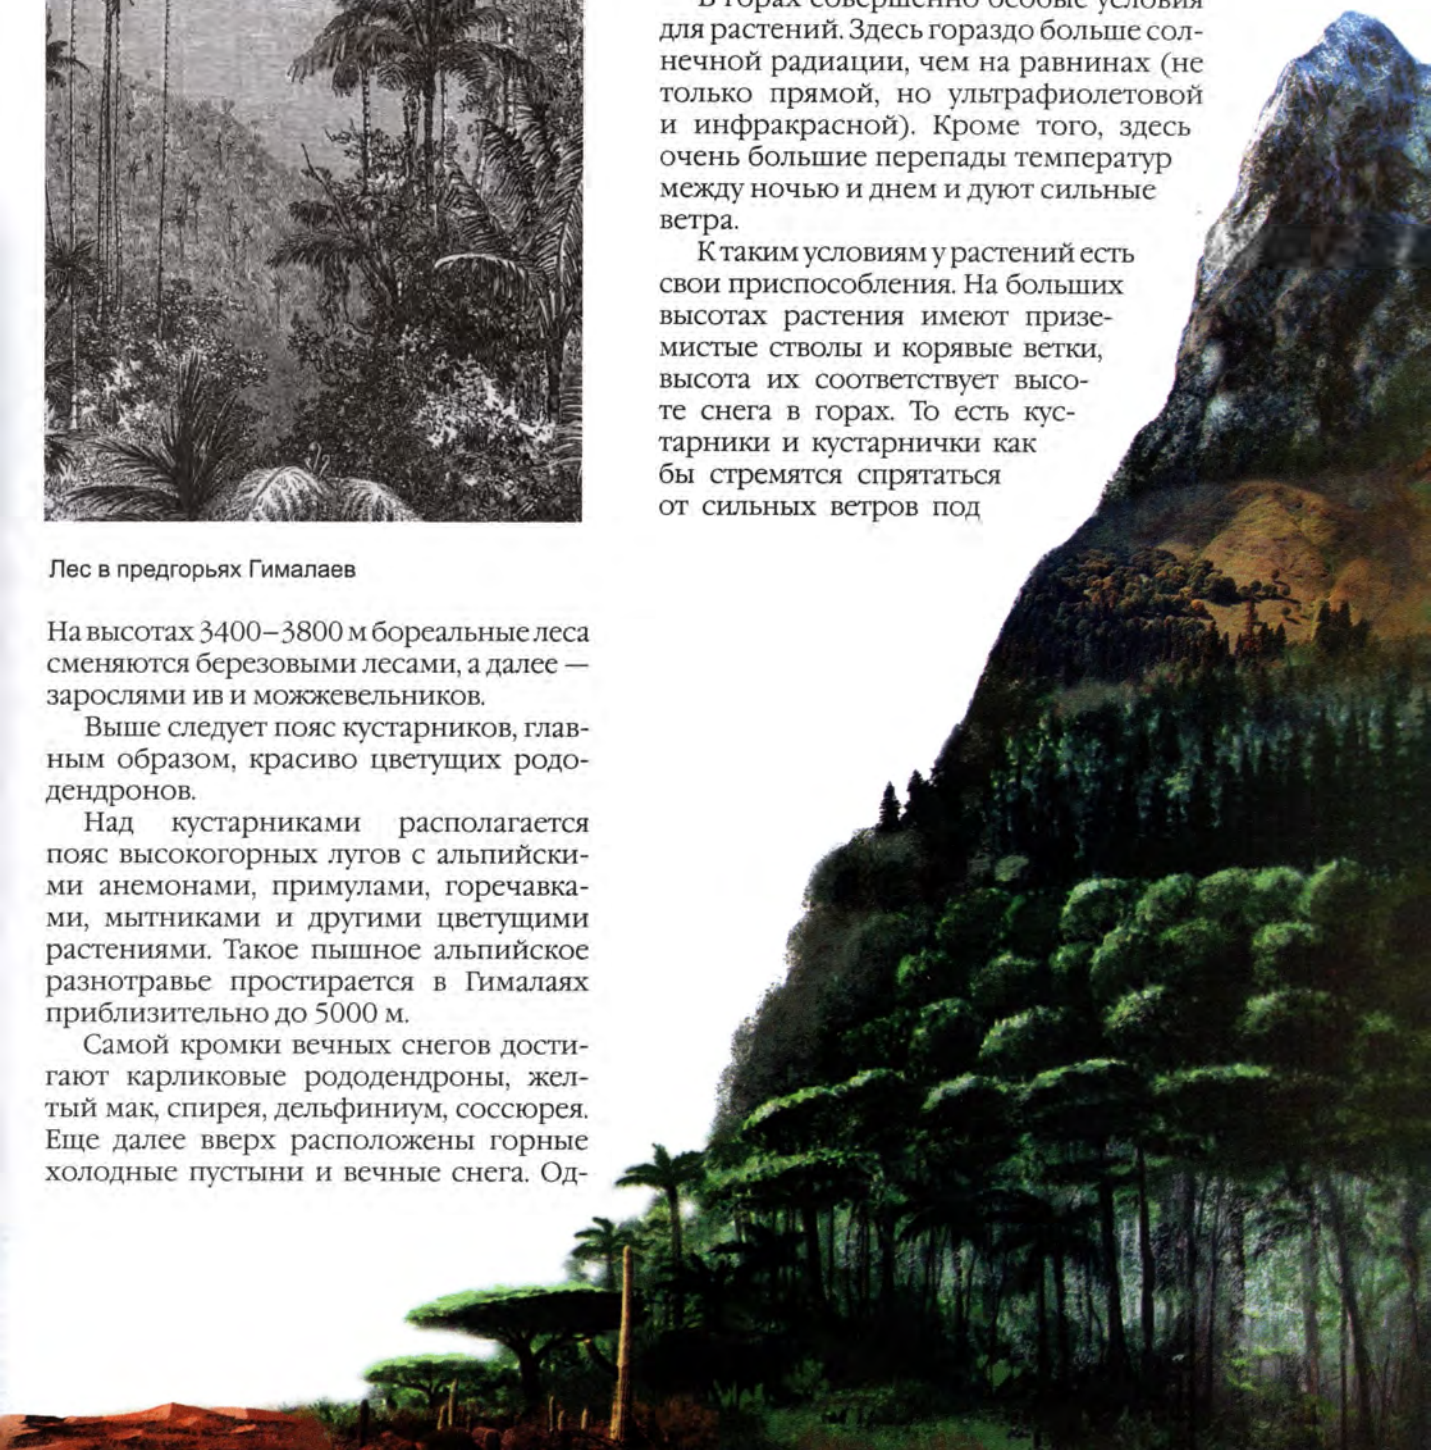 Лес в предгорьях Гималаев
На высотах 3400–3800 м бореальные леса
сменяются березовыми лесами, а далее —
зарослями ив и можжевельников.
Выше следует пояс кустарников, глав-
ным образом, красиво цветущих родо-
дендронов.
Над кустарниками располагается
пояс высокогорных лугов с альпийски-
ми анемонами, примулами, горечавка-
ми, мытниками и другими цветущими
растениями. Такое пышное альпийское
разнотравье простирается в Гималаях
приблизительно до 5000 м.
Самой кромки вечных снегов дости-
гают карликовые рододендроны, жел-
тый мак, спирея, дельфиниум, соссюрея.
Еще далее вверх расположены горные
холодные пустыни и вечные снега. Од-
В горах совершенно особые условия
для растений. Здесь гораздо больше сол-
нечной радиации, чем на равнинах (не
только прямой, но ультрафиолетовой
и инфракрасной). Кроме того, здесь
очень большие перепады температур
между ночью и днем и дуют сильные
ветра.
К таким условиям у растений есть
свои приспособления. На больших
высотах растения имеют призе-
мистые стволы и корявые ветки,
высота их соответствует высо-
те снега в горах. То есть кус-
тарники и кустарнички как
бы стремятся спрятаться
от сильных ветров под